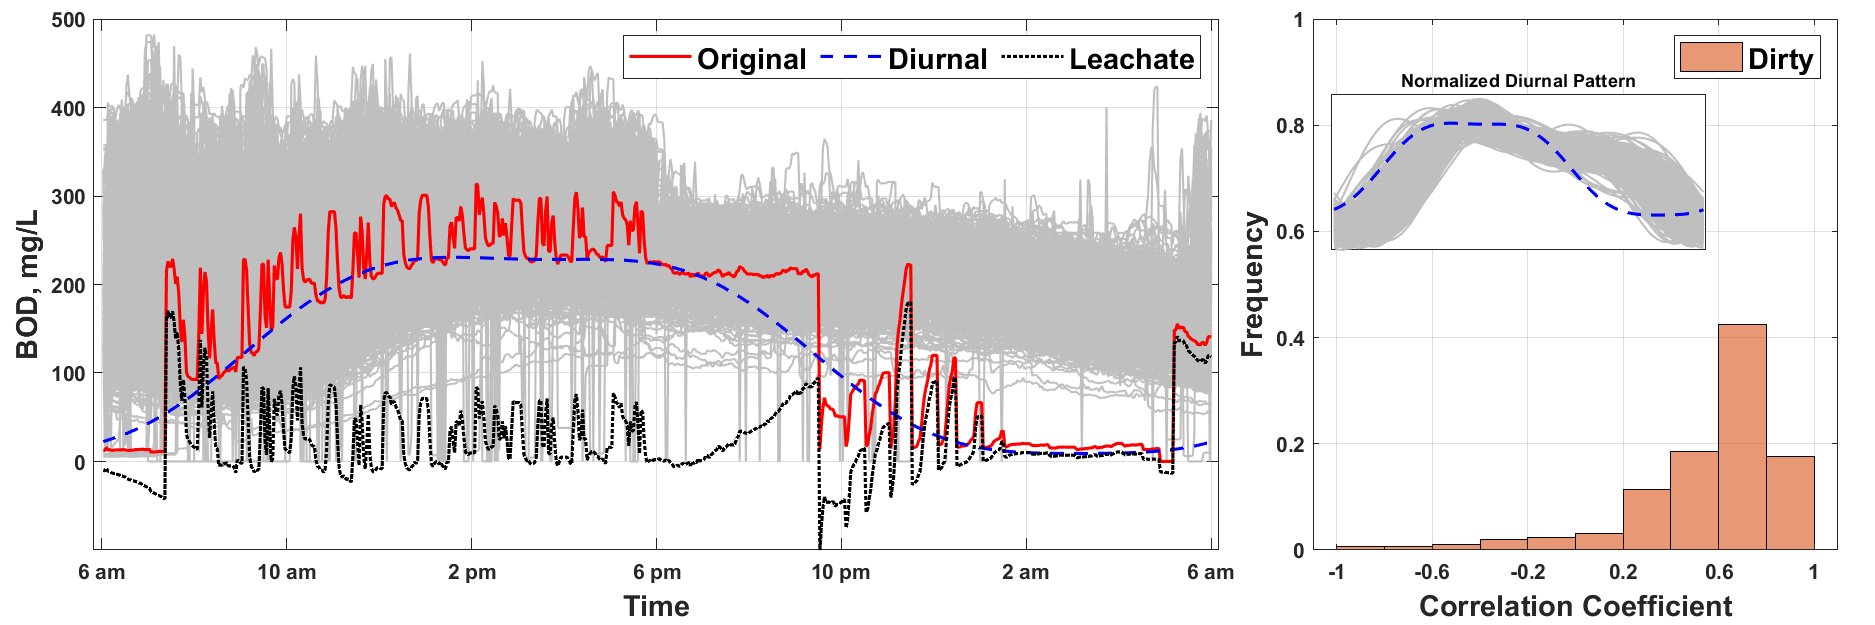 500
400
300
200
100
0
BOD, mg/L
Original Diurnal Leachate
6 am 10 am 2 pm 6 pm 10 pm 2 am 6 am
Time
1
0.8
0.6
0.4
0.2
0
Frequency
Dirty
Normalized Diurnal Pattern
-1 -0.6 -0.2 0.2 0.6 1
Correlation Coefficient